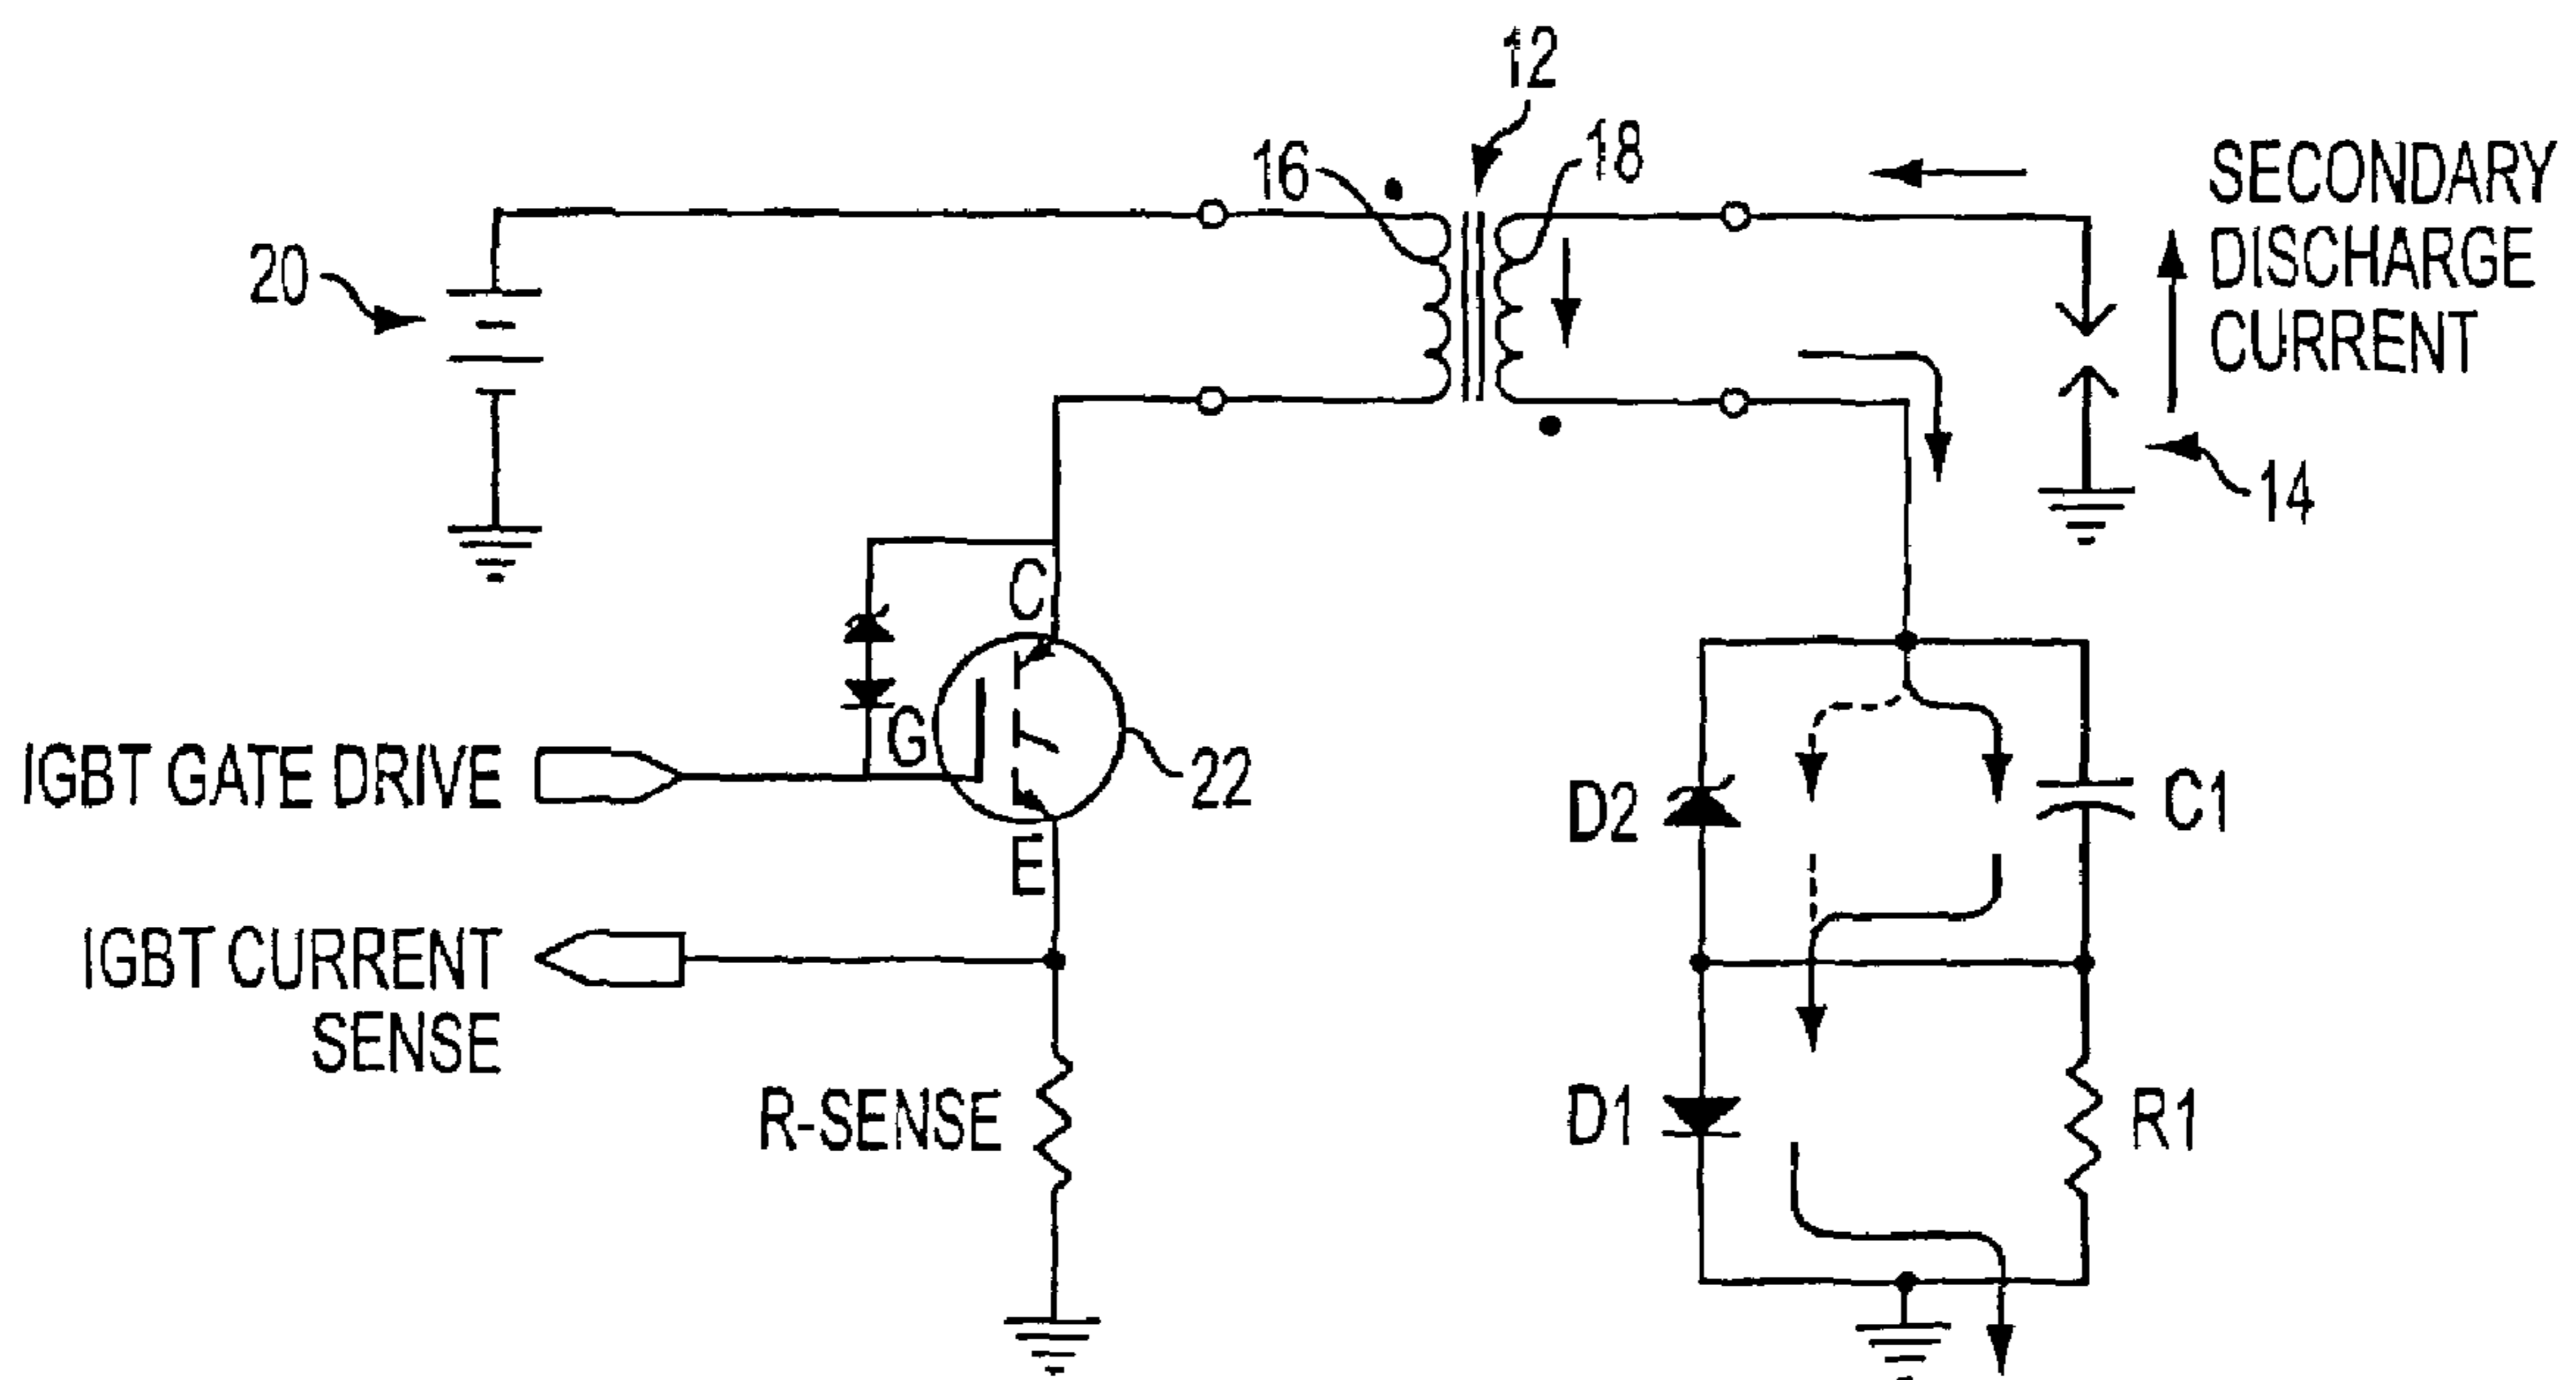 12
16
18
SECONDARY
DISCHARGE
CURRENT
20
14
C
G
IGBT GATE DRIVE
22
D2
C1
E
IGBT CURRENT
SENSE
R-SENSE
D1
R1